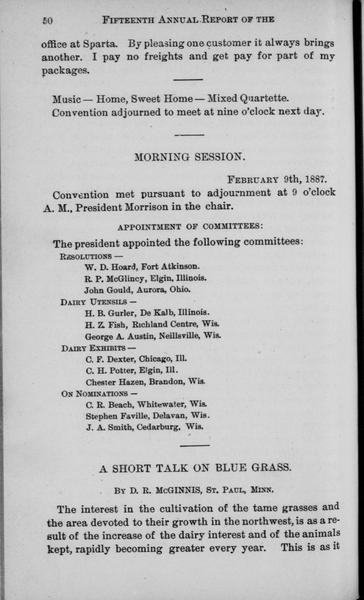 50 FIFTEENTH ANNUAL REPORT OF THE
office at Sparta. By pleasing one customer it always brings
another. I pay no freights and get pay for part of my
packages.
Music — Home, Sweet Home — Mixed Quartette.
Convention adjourned to meet at nine o'clock next day.
MORNING SESSION.
FEBRUARY 9th, 1887.
Convention met pursuant to adjournment at 9 o'clock
A. M., President Morrison in the chair.
APPOINTMENT OF COMMITTEES:
The president appointed the following committees:
RESOLUTIONS —
W. D. Hoard, Fort Atkinson.
R. P. McGlincy, Elgin, Illinois.
John Gould, Aurora, Ohio.
DAIRY UTENSILS —
H. B. Gurler, De Kalb, Illinois.
H. Z. Fish, Richland Centre, Wis.
George A. Austin, Neillsville, Wis.
DAIRY EXHIBITS —
C. F. Dexter, Chicago, Ill.
C. H. Potter, Elgin, Ill.
Chester Hazen, Brandon, Wis.
ON NOMINATIONS —
C. R. Beach, Whitewater, Wis.
Stephen Faville, Delavan, Wis.
J. A. Smith, Cedarburg, Wis.
A SHORT TALK ON BLUE GRASS.
BY D. R. McGINNIS, ST. PAUL, MINN.
The interest in the cultivation of the tame grasses and
the area devoted to their growth in the northwest, is as a re-
sult of the increase of the dairy interest and of the animals
kept, rapidly becoming greater every year. This is as it